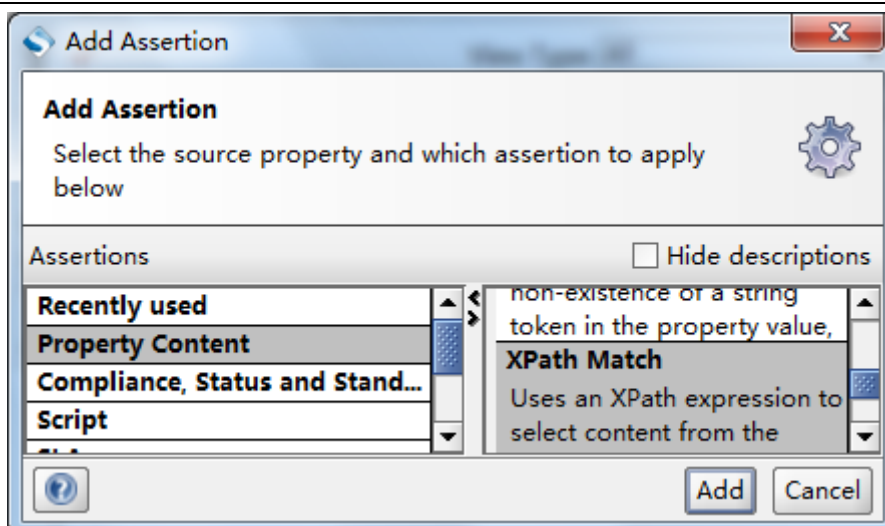 Add Assertion
Add Assertion
Select the source property and which assertion to apply
below
Assertions
Hide descriptions
Recently used
Property Content
Compliance, Status and Stand...
Script
non-existence of a string
token in the property value,
XPath Match
Uses an XPath expression to
select content from the
Add
Cancel